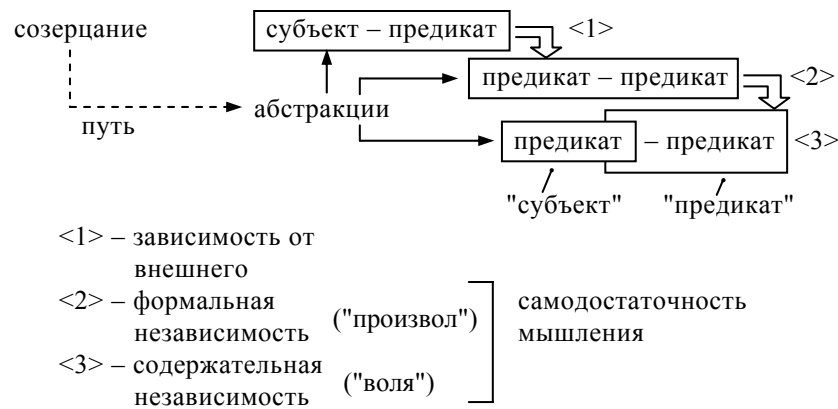 созерцание
субъект – предикат <1>
предикат – предикат <2>
путь
абстракции
предикат – предикат <3>
"субъект" "предикат"
<1> – зависимость от
внешнего
<2> – формальная
независимость ("произвол")
самодостаточность
мышления
<3> – содержательная
независимость ("воля")